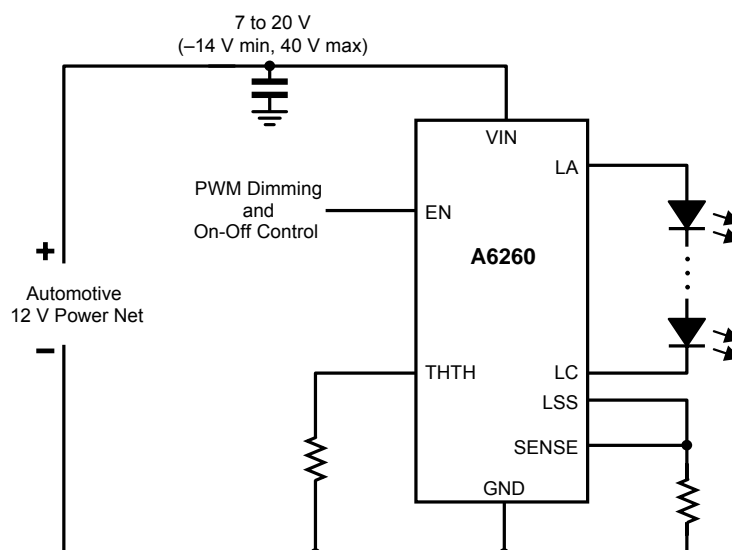 7 to 20 V
(–14 V min, 40 V max)
VIN
LA
PWM Dimming
and
On-Off Control
EN
A6260
+
Automotive
12 V Power Net
–
THTH
LC
LSS
SENSE
GND